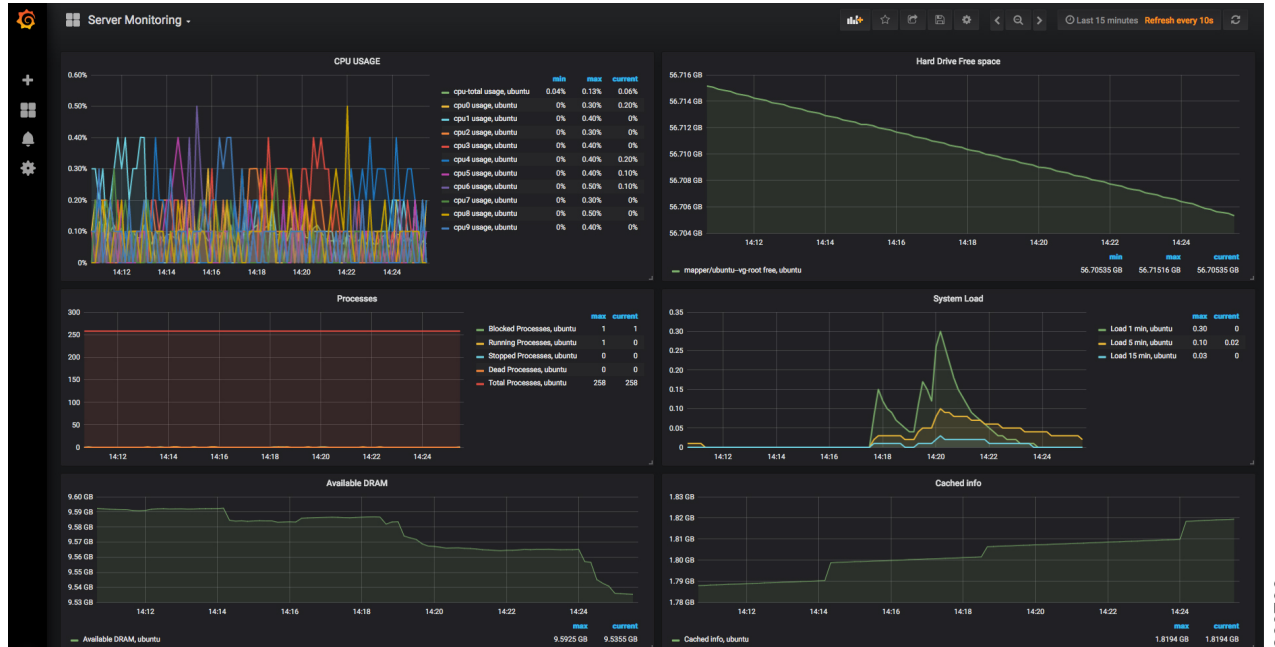 Server Monitoring
Last 15 minutes Refresh every 10s
CPU USAGE
0.60%
0.50%
0.40%
0.30%
0.20%
0.10%
0%
14:12 14:14 14:16 14:18 14:20 14:22 14:24
min max current
cpu-total usage, ubuntu 0.04% 0.13% 0.06%
cpu0 usage, ubuntu 0% 0.30% 0.20%
cpu1 usage, ubuntu 0% 0.40% 0%
cpu2 usage, ubuntu 0% 0.30% 0%
cpu3 usage, ubuntu 0% 0.40% 0%
cpu4 usage, ubuntu 0% 0.40% 0.20%
cpu5 usage, ubuntu 0% 0.40% 0.10%
cpu6 usage, ubuntu 0% 0.50% 0.10%
cpu7 usage, ubuntu 0% 0.30% 0%
cpu8 usage, ubuntu 0% 0.50% 0%
cpu9 usage, ubuntu 0% 0.40% 0%
Hard Drive Free space
56.716 GB
56.714 GB
56.712 GB
56.710 GB
56.708 GB
56.706 GB
56.704 GB
14:12 14:14 14:16 14:18 14:20 14:22 14:24
min max current
mapper/ubuntu--vg-root free, ubuntu 56.70535 GB 56.71516 GB 56.70535 GB
Processes
300
250
200
150
100
50
0
14:12 14:14 14:16 14:18 14:20 14:22 14:24
max current
Blocked Processes, ubuntu 1 1
Running Processes, ubuntu 1 0
Stopped Processes, ubuntu 0 0
Dead Processes, ubuntu 0 0
Total Processes, ubuntu 258 258
System Load
0.35
0.30
0.25
0.20
0.15
0.10
0.05
0
14:12 14:14 14:16 14:18 14:20 14:22 14:24
max current
Load 1 min, ubuntu 0.30 0
Load 5 min, ubuntu 0.10 0.02
Load 15 min, ubuntu 0.03 0
Available DRAM
9.60 GB
9.59 GB
9.58 GB
9.57 GB
9.56 GB
9.55 GB
9.54 GB
9.53 GB
14:12 14:14 14:16 14:18 14:20 14:22 14:24
max current
Available DRAM, ubuntu 9.5925 GB 9.5355 GB
Cached info
1.83 GB
1.82 GB
1.81 GB
1.80 GB
1.79 GB
1.78 GB
14:12 14:14 14:16 14:18 14:20 14:22 14:24
max current
Cached info, ubuntu 1.8194 GB 1.8194 GB